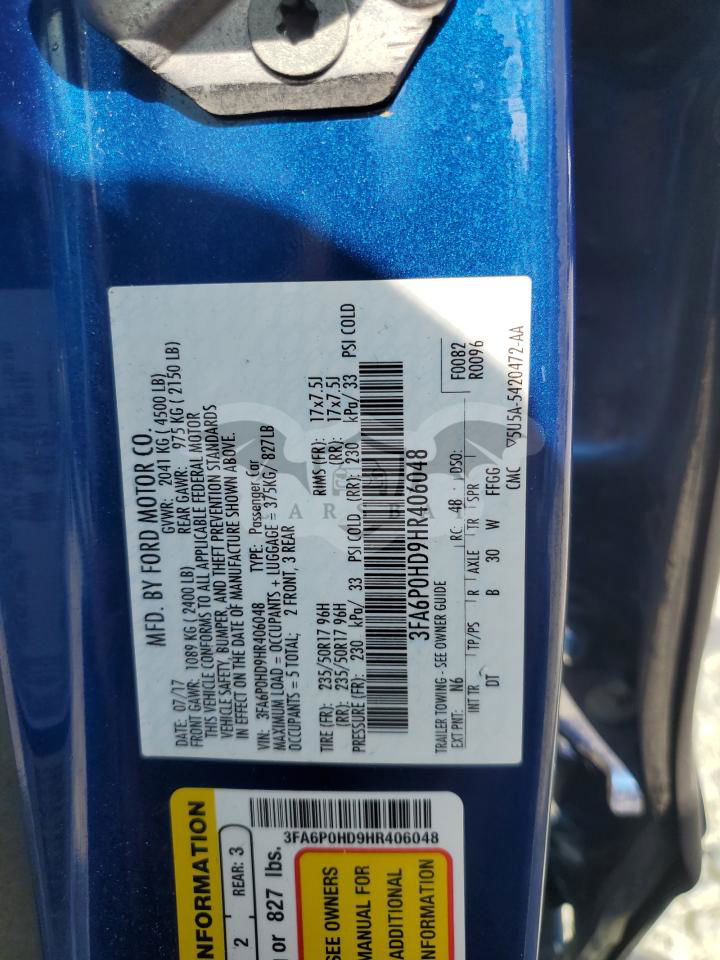 MFD. BY FORD MOTOR CO.
DATE: 07/17 GVWR: 2041 KG ( 4500 LB)
FRONT GAWR: 1089 KG ( 2400 LB) REAR GAWR: 975 KG ( 2150 LB)
THIS VEHICLE CONFORMS TO ALL APPLICABLE FEDERAL MOTOR
VEHICLE SAFETY, BUMPER, AND THEFT PREVENTION STANDARDS
IN EFFECT ON THE DATE OF MANUFACTURE SHOWN ABOVE.
VIN: 3FA6P0HD9HR406048 TYPE: Passenger Car
MAXIMUM LOAD = OCCUPANTS + LUGGAGE = 375KG/ 827LB
OCCUPANTS = 5 TOTAL; 2 FRONT, 3 REAR
TIRE (FR): 235/50R17 96H RIMS (FR): 17x7.5J
(RR): 235/50R17 96H (RR): 17x7.5J
PRESSURE (FR): 230 kPa/ 33 PSI COLD (RR): 230 kPa/ 33 PSI COLD
3FA6P0HD9HR406048
TRAILER TOWING - SEE OWNER GUIDE
EXT PNT: N6 RC: 48 DSO: F0082
R0096
INT TR TP/PS R AXLE TR SPR
DT B 30 W FFGG
CMC ▽5U5A-5420472-AA
NFORMATION
2 REAR: 3
or 827 lbs.
3FA6P0HD9HR406048
SEE OWNERS
MANUAL FOR
ADDITIONAL
INFORMATION